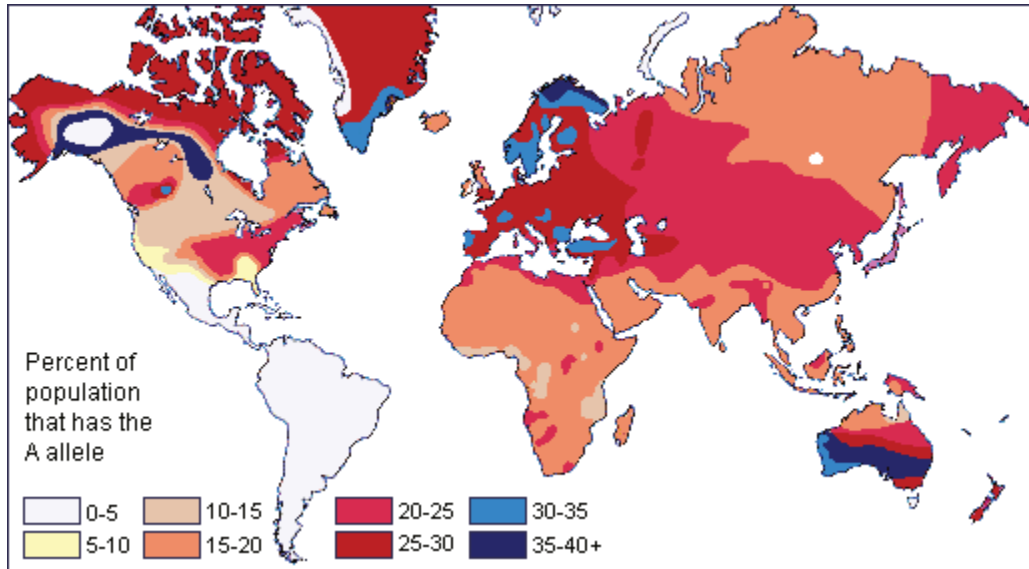 Percent of
population
that has the
A allele
0-5 10-15 20-25 30-35
5-10 15-20 25-30 35-40+